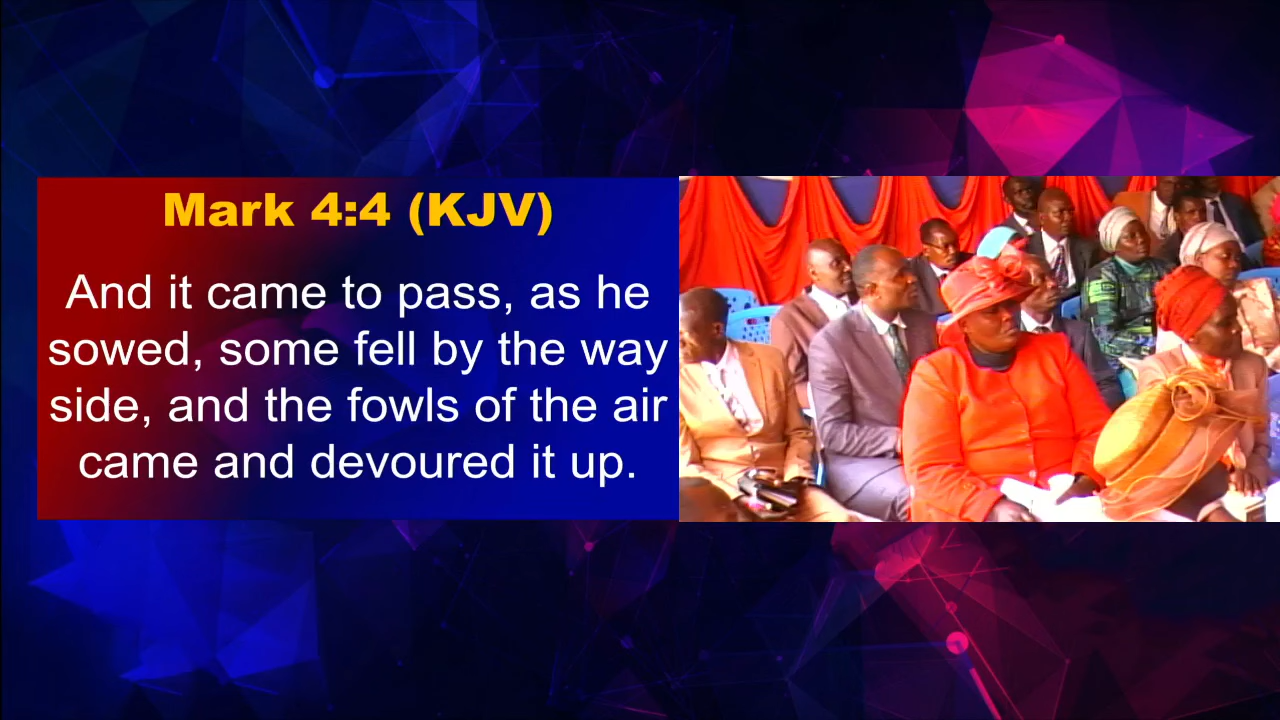 Mark 4:4 (KJV)
And it came to pass, as he
sowed, some fell by the way
side, and the fowls of the air
came and devoured it up.